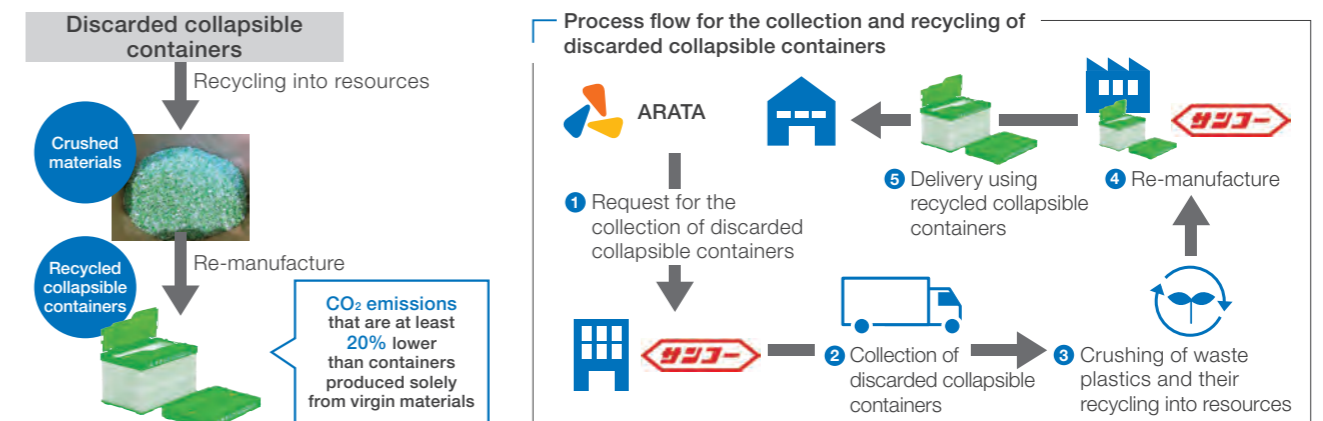 Discarded collapsible
containers
Recycling into resources
Crushed
materials
Re-manufacture
Recycled
collapsible
containers
CO₂ emissions
that are at least
20% lower
than containers
produced solely
from virgin materials
Process flow for the collection and recycling of
discarded collapsible containers
ARATA
1 Request for the
collection of discarded
collapsible containers
サンコー
2 Collection of
discarded collapsible
containers
3 Crushing of waste
plastics and their
recycling into resources
4 Re-manufacture
サンコー
5 Delivery using
recycled collapsible
containers